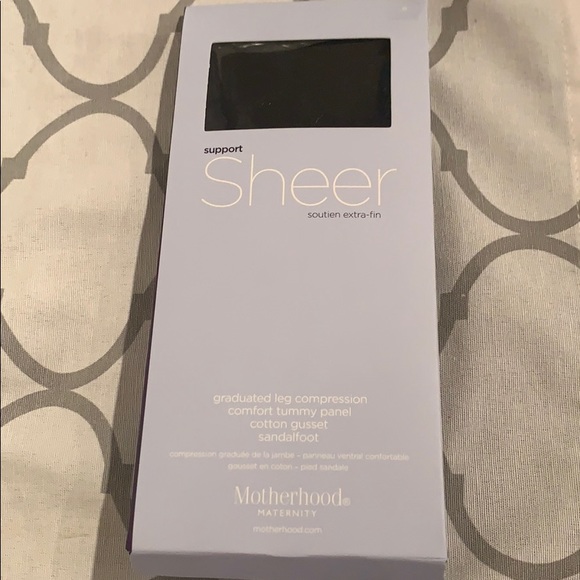 support
Sheer
soutien extra-fin
graduated leg compression
comfort tummy panel
cotton gusset
sandalfoot
compression graduée de la jambe - panneau ventral confortable
gousset en coton - pied sandale
Motherhood®
MATERNITY
motherhood.com